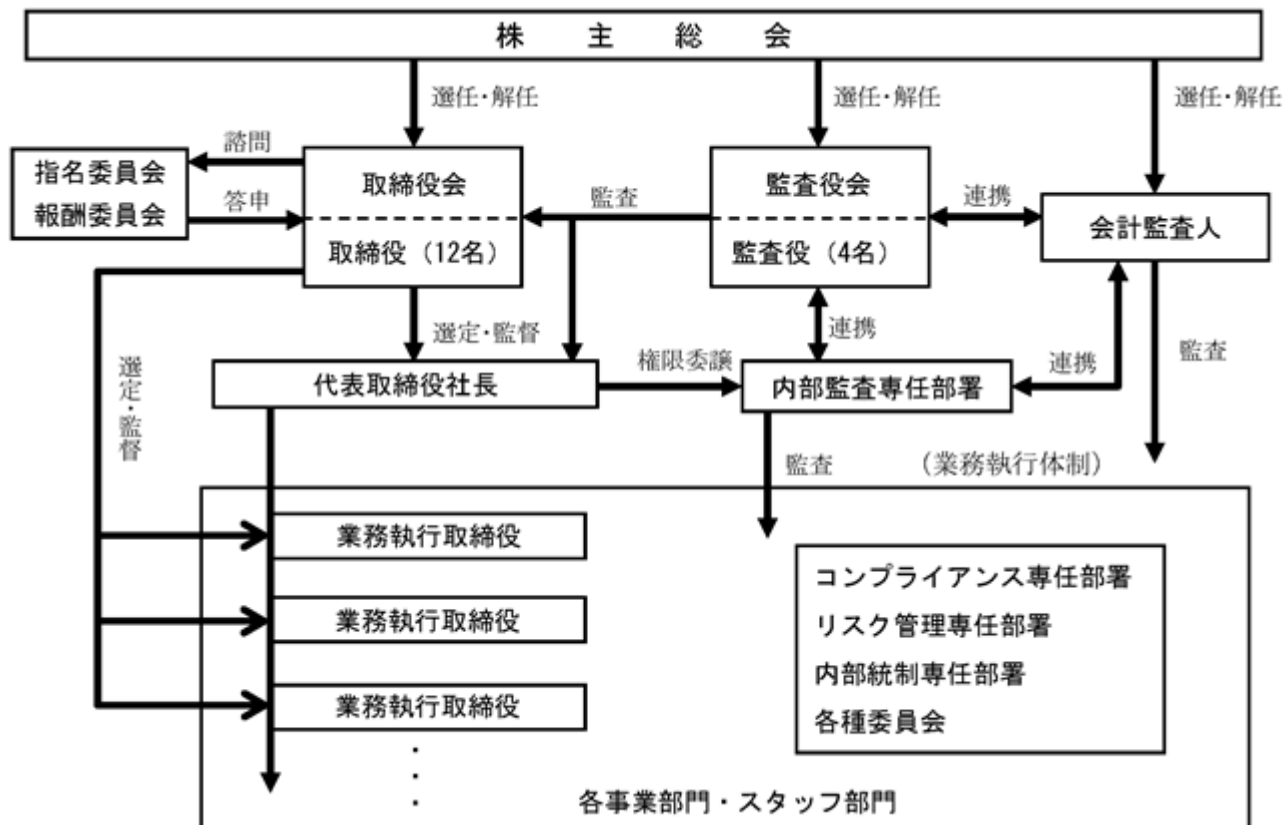 株主総会
選任・解任
選任・解任
選任・解任
諮問
指名委員会
報酬委員会
答申
取締役会
取締役（12名）
監査
監査役会
監査役（4名）
連携
会計監査人
選定・監督
連携
監査
選定・監督
代表取締役社長
権限委譲
内部監査専任部署
連携
監査
（業務執行体制）
業務執行取締役
業務執行取締役
業務執行取締役
コンプライアンス専任部署
リスク管理専任部署
内部統制専任部署
各種委員会
・
・
・
各事業部門・スタッフ部門